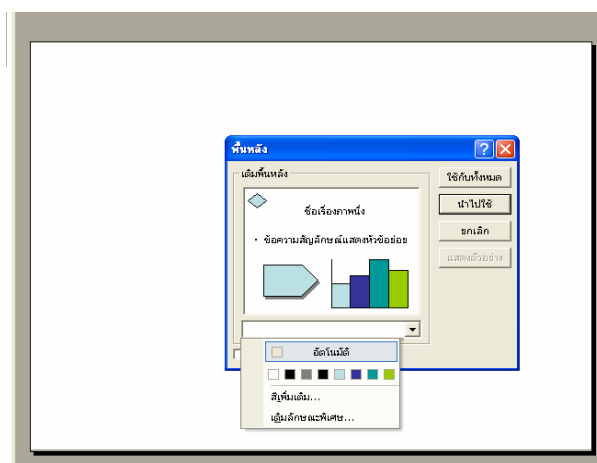 พื้นหลัง
เติมพื้นหลัง
ใช้กับทั้งหมด
ชื่อเรื่องภาพนิ่ง
นำไปใช้
• ข้อความสัญลักษณ์แสดงหัวข้อย่อย
ยกเลิก
แสดงตัวอย่าง
อัตโนมัติ
สีเพิ่มเติม...
เติมลักษณะพิเศษ...